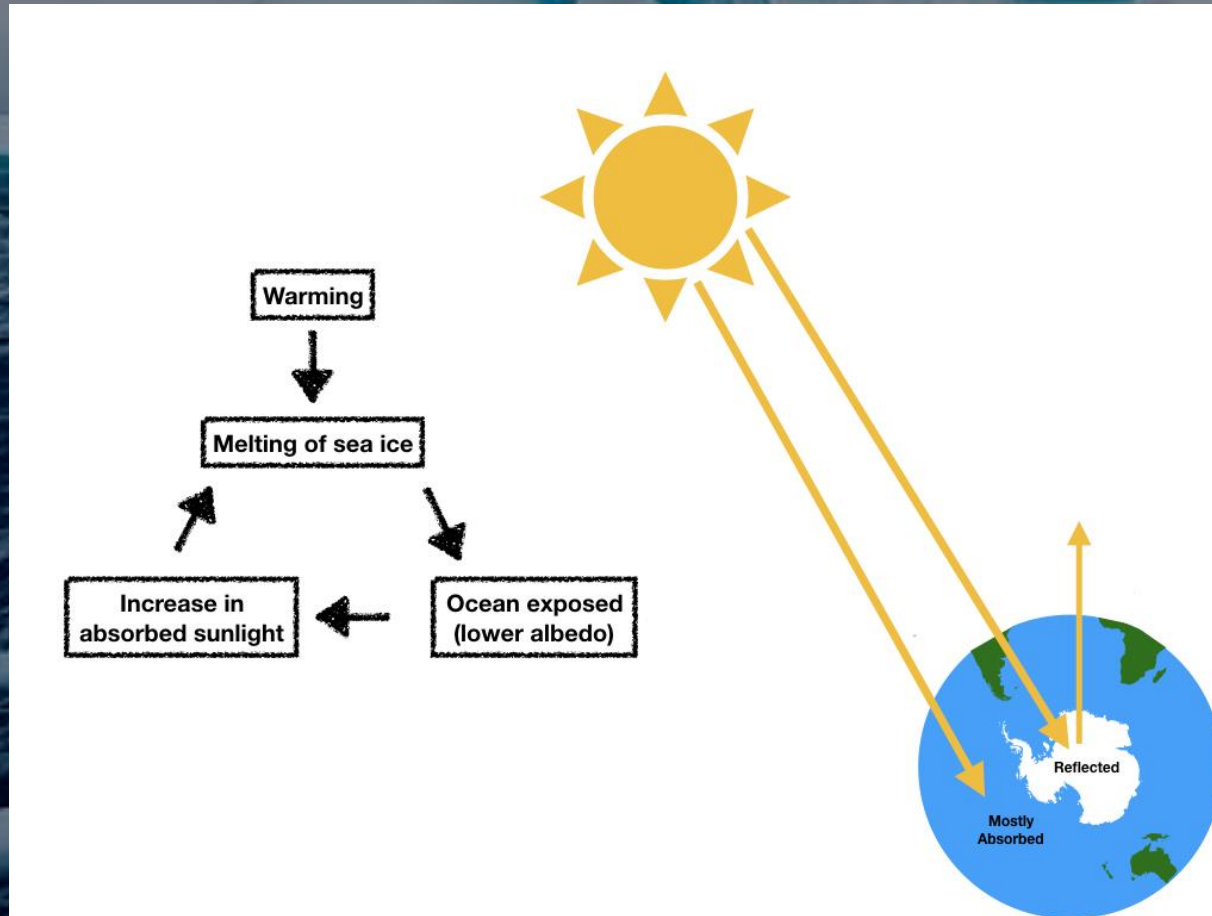 Warming
Melting of sea ice
Increase in
absorbed sunlight
Ocean exposed
(lower albedo)
Reflected
Mostly
Absorbed